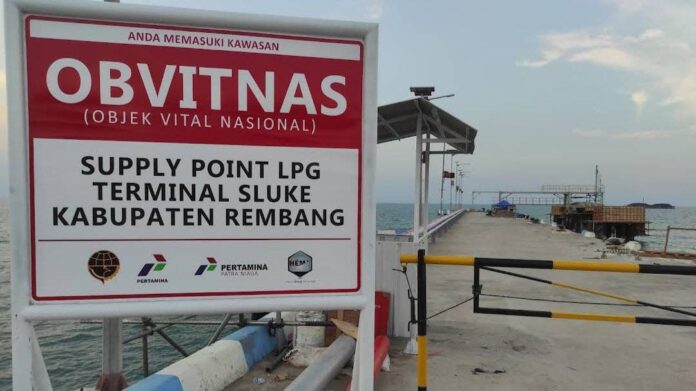 ANDA MEMASUKI KAWASAN
OBVITNAS
(OBJEK VITAL NASIONAL)
SUPPLY POINT LPG
TERMINAL SLUKE
KABUPATEN REMBANG
PERTAMINA
PERTAMINA
PATRA NIAGA